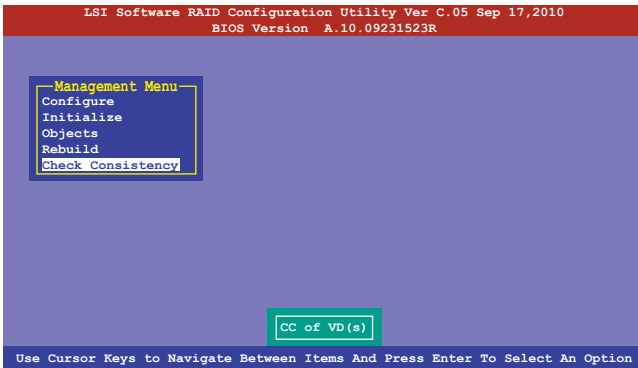 LSI Software RAID Configuration Utility Ver C.05 Sep 17,2010
BIOS Version A.10.09231523R
Management Menu
Configure
Initialize
Objects
Rebuild
Check Consistency
CC of VD(s)
Use Cursor Keys to Navigate Between Items And Press Enter To Select An Option